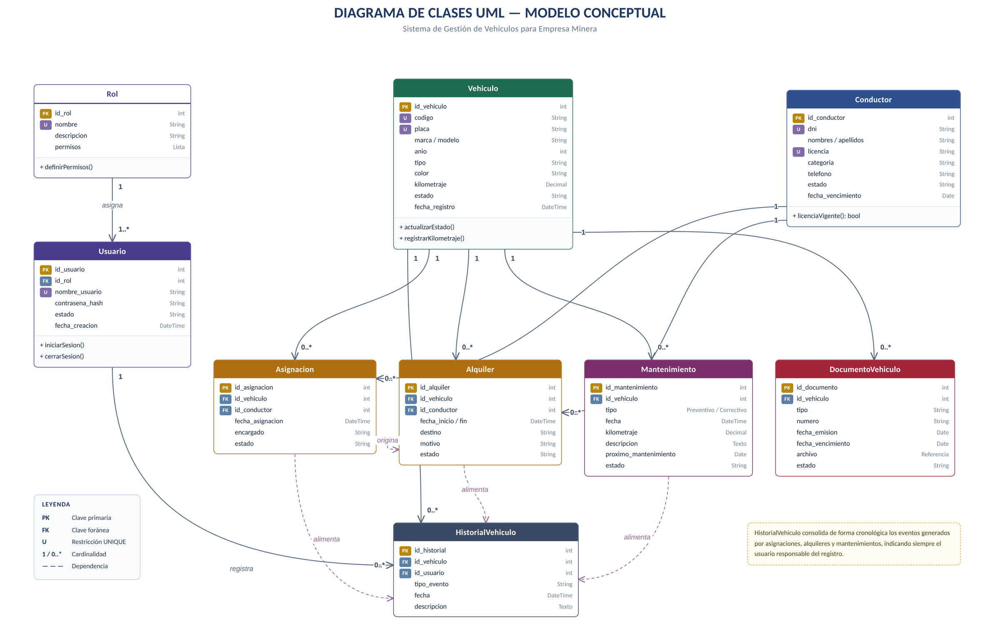 DIAGRAMA DE CLASES UML — MODELO CONCEPTUAL
Sistema de Gestión de Vehículos para Empresa Minera
Rol
PK id_rol int
U nombre String
descripcion String
permisos Lista
+ definirPermisos()
1
asigna
1..*
Usuario
PK id_usuario int
FK id_rol int
U nombre_usuario String
contrasena_hash String
estado String
fecha_creacion DateTime
+ iniciarSesion()
+ cerrarSesion()
1
Vehiculo
PK id_vehiculo int
U codigo String
U placa String
marca / modelo String
anio int
tipo String
color String
kilometraje Decimal
estado String
fecha_registro DateTime
+ actualizarEstado()
+ registrarKilometraje()
1
1 1 1 1
Conductor
PK id_conductor int
U dni String
nombres / apellidos String
U licencia String
categoria String
telefono String
estado String
fecha_vencimiento Date
+ licenciaVigente(): bool
1
1
0..* 0..* 0..* 0..*
Asignacion
PK id_asignacion int
FK id_vehiculo int
FK id_conductor int
fecha_asignacion DateTime
encargado String
estado String
0..*
origina
Alquiler
PK id_alquiler int
FK id_vehiculo int
FK id_conductor int
fecha_inicio / fin DateTime
destino String
motivo String
estado String
0..*
Mantenimiento
PK id_mantenimiento int
FK id_vehiculo int
tipo Preventivo / Correctivo
fecha DateTime
kilometraje Decimal
descripcion Texto
proximo_mantenimiento Date
estado String
DocumentoVehiculo
PK id_documento int
FK id_vehiculo int
tipo String
numero String
fecha_emision Date
fecha_vencimiento Date
archivo Referencia
estado String
alimenta
0..*
alimenta
alimenta
0..*
registra
HistorialVehiculo
PK id_historial int
FK id_vehiculo int
FK id_usuario int
tipo_evento String
fecha DateTime
descripcion Texto
LEYENDA
PK Clave primaria
FK Clave foránea
U Restricción UNIQUE
1 / 0..* Cardinalidad
— — — Dependencia
HistorialVehiculo consolida de forma cronológica los eventos generados
por asignaciones, alquileres y mantenimientos, indicando siempre el
usuario responsable del registro.